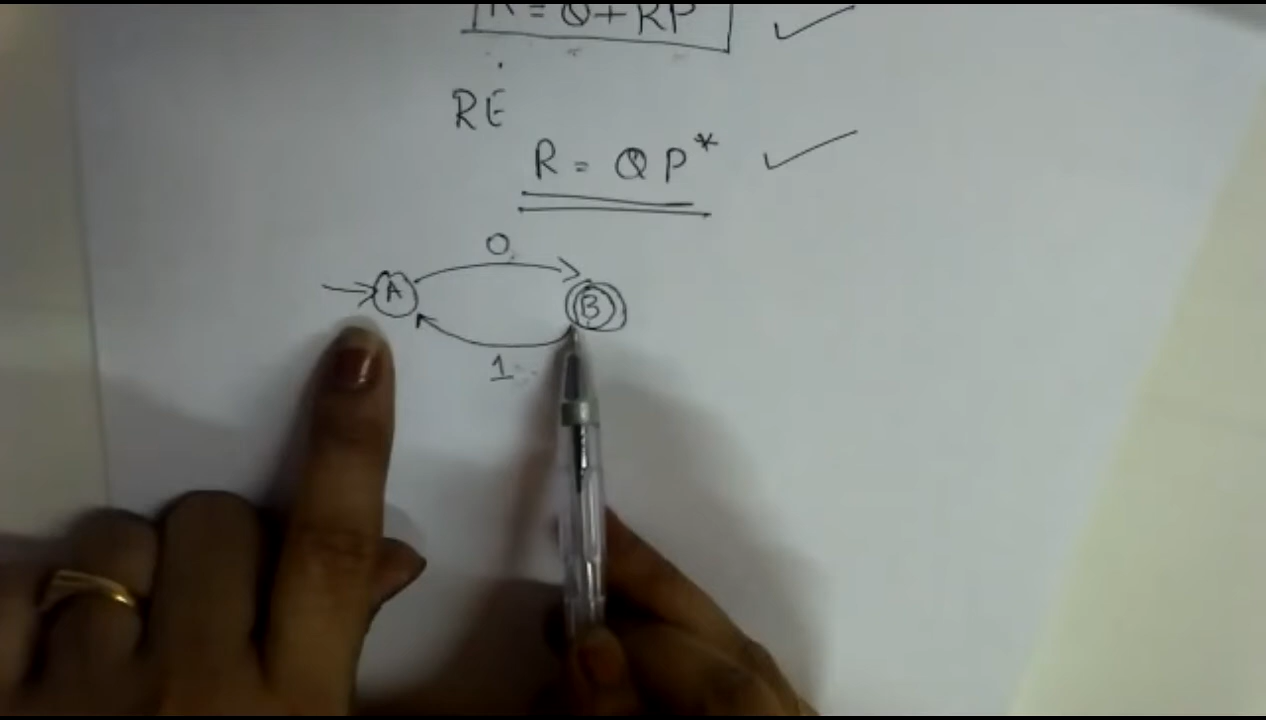 R = Q + RP
RE
R = QP*
0
A
B
1